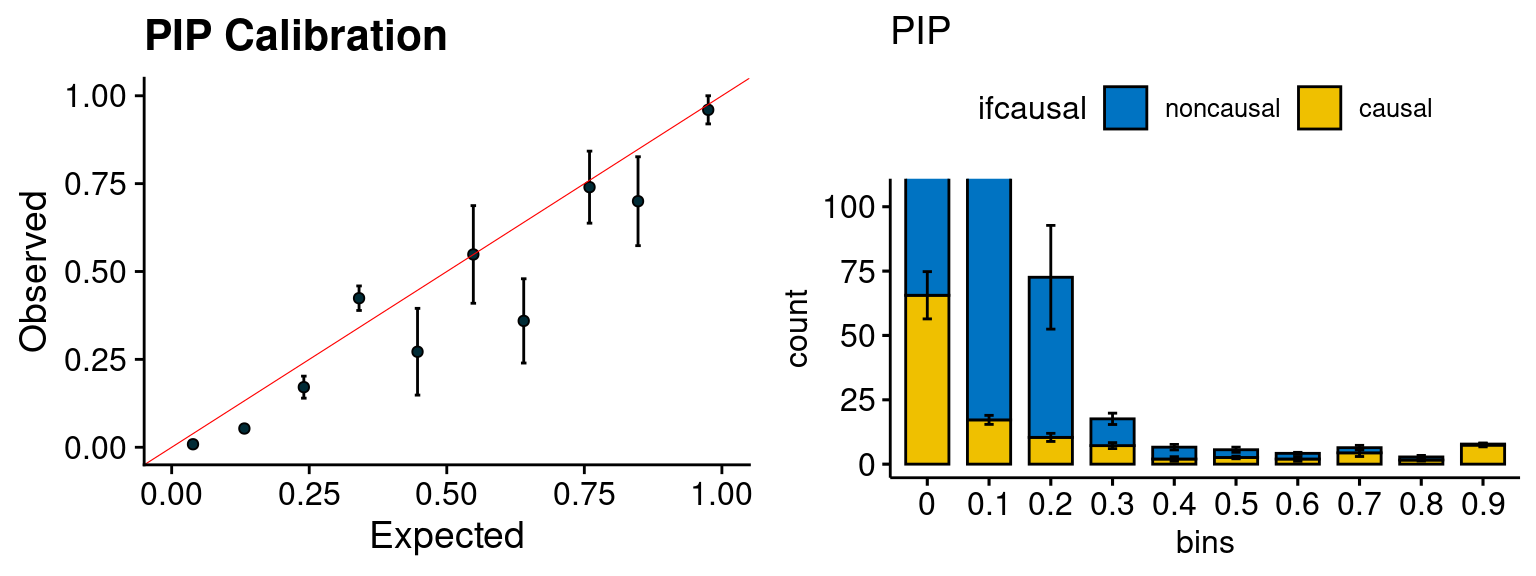 PIP Calibration
Observed
1.00
0.75
0.50
0.25
0.00
0.00 0.25 0.50 0.75 1.00
Expected
PIP
ifcausal noncausal causal
count
100
75
50
25
0
0 0.1 0.2 0.3 0.4 0.5 0.6 0.7 0.8 0.9
bins